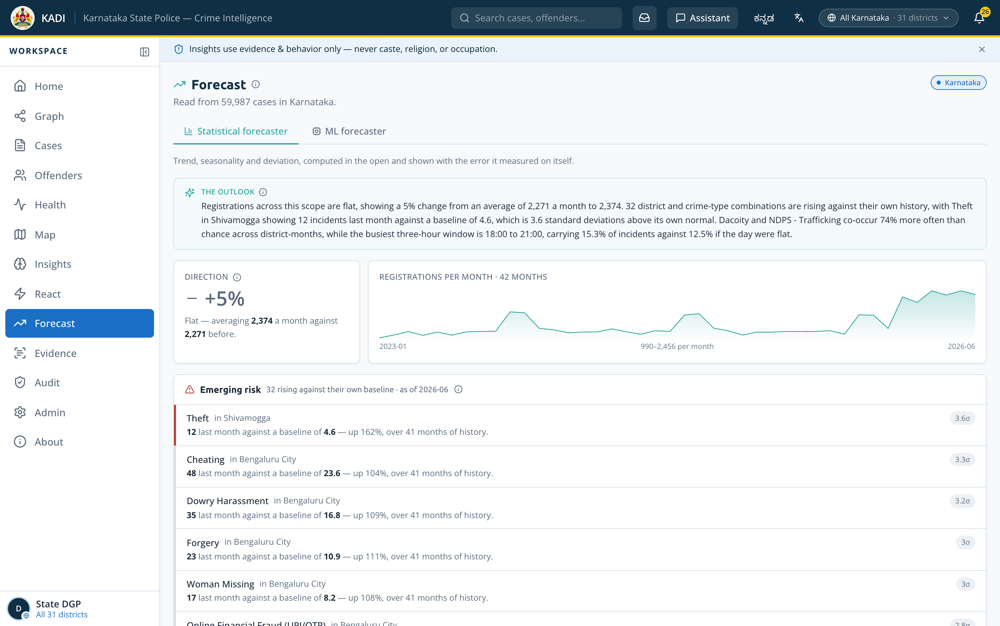 KADI
Karnataka State Police — Crime Intelligence
Search cases, offenders...
Assistant
ಕನ್ನಡ
All Karnataka · 31 districts
26
WORKSPACE
Insights use evidence & behavior only — never caste, religion, or occupation.
Home
Graph
Cases
Offenders
Health
Map
Insights
React
Forecast
Evidence
Audit
Admin
About
D
State DGP
All 31 districts
Forecast
Karnataka
Read from 59,987 cases in Karnataka.
Statistical forecaster
ML forecaster
Trend, seasonality and deviation, computed in the open and shown with the error it measured on itself.
THE OUTLOOK
Registrations across this scope are flat, showing a 5% change from an average of 2,271 a month to 2,374. 32 district and crime-type combinations are rising against their own history, with Theft
in Shivamogga showing 12 incidents last month against a baseline of 4.6, which is 3.6 standard deviations above its own normal. Dacoity and NDPS - Trafficking co-occur 74% more often than
chance across district-months, while the busiest three-hour window is 18:00 to 21:00, carrying 15.3% of incidents against 12.5% if the day were flat.
DIRECTION
– +5%
Flat — averaging 2,374 a month against
2,271 before.
REGISTRATIONS PER MONTH · 42 MONTHS
2023-01
990–2,456 per month
2026-06
Emerging risk 32 rising against their own baseline · as of 2026-06
Theft in Shivamogga
3.6σ
12 last month against a baseline of 4.6 — up 162%, over 41 months of history.
Cheating in Bengaluru City
3.3σ
48 last month against a baseline of 23.6 — up 104%, over 41 months of history.
Dowry Harassment in Bengaluru City
3.2σ
35 last month against a baseline of 16.8 — up 109%, over 41 months of history.
Forgery in Bengaluru City
3σ
23 last month against a baseline of 10.9 — up 111%, over 41 months of history.
Woman Missing in Bengaluru City
3σ
17 last month against a baseline of 8.2 — up 108%, over 41 months of history.
Online Financial Fraud (UPI/OTP) in Bengaluru City
2.8σ